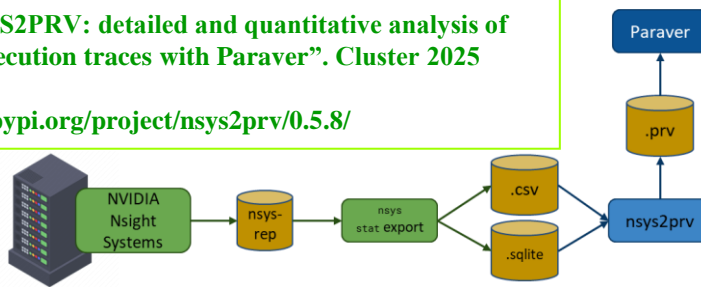 S2PRV: detailed and quantitative analysis of
ecution traces with Paraver”. Cluster 2025
pypi.org/project/nsys2prv/0.5.8/
Paraver
.prv
NVIDIA
Nsight
Systems
nsys-
rep
nsys
stat export
.csv
.sqlite
nsys2prv